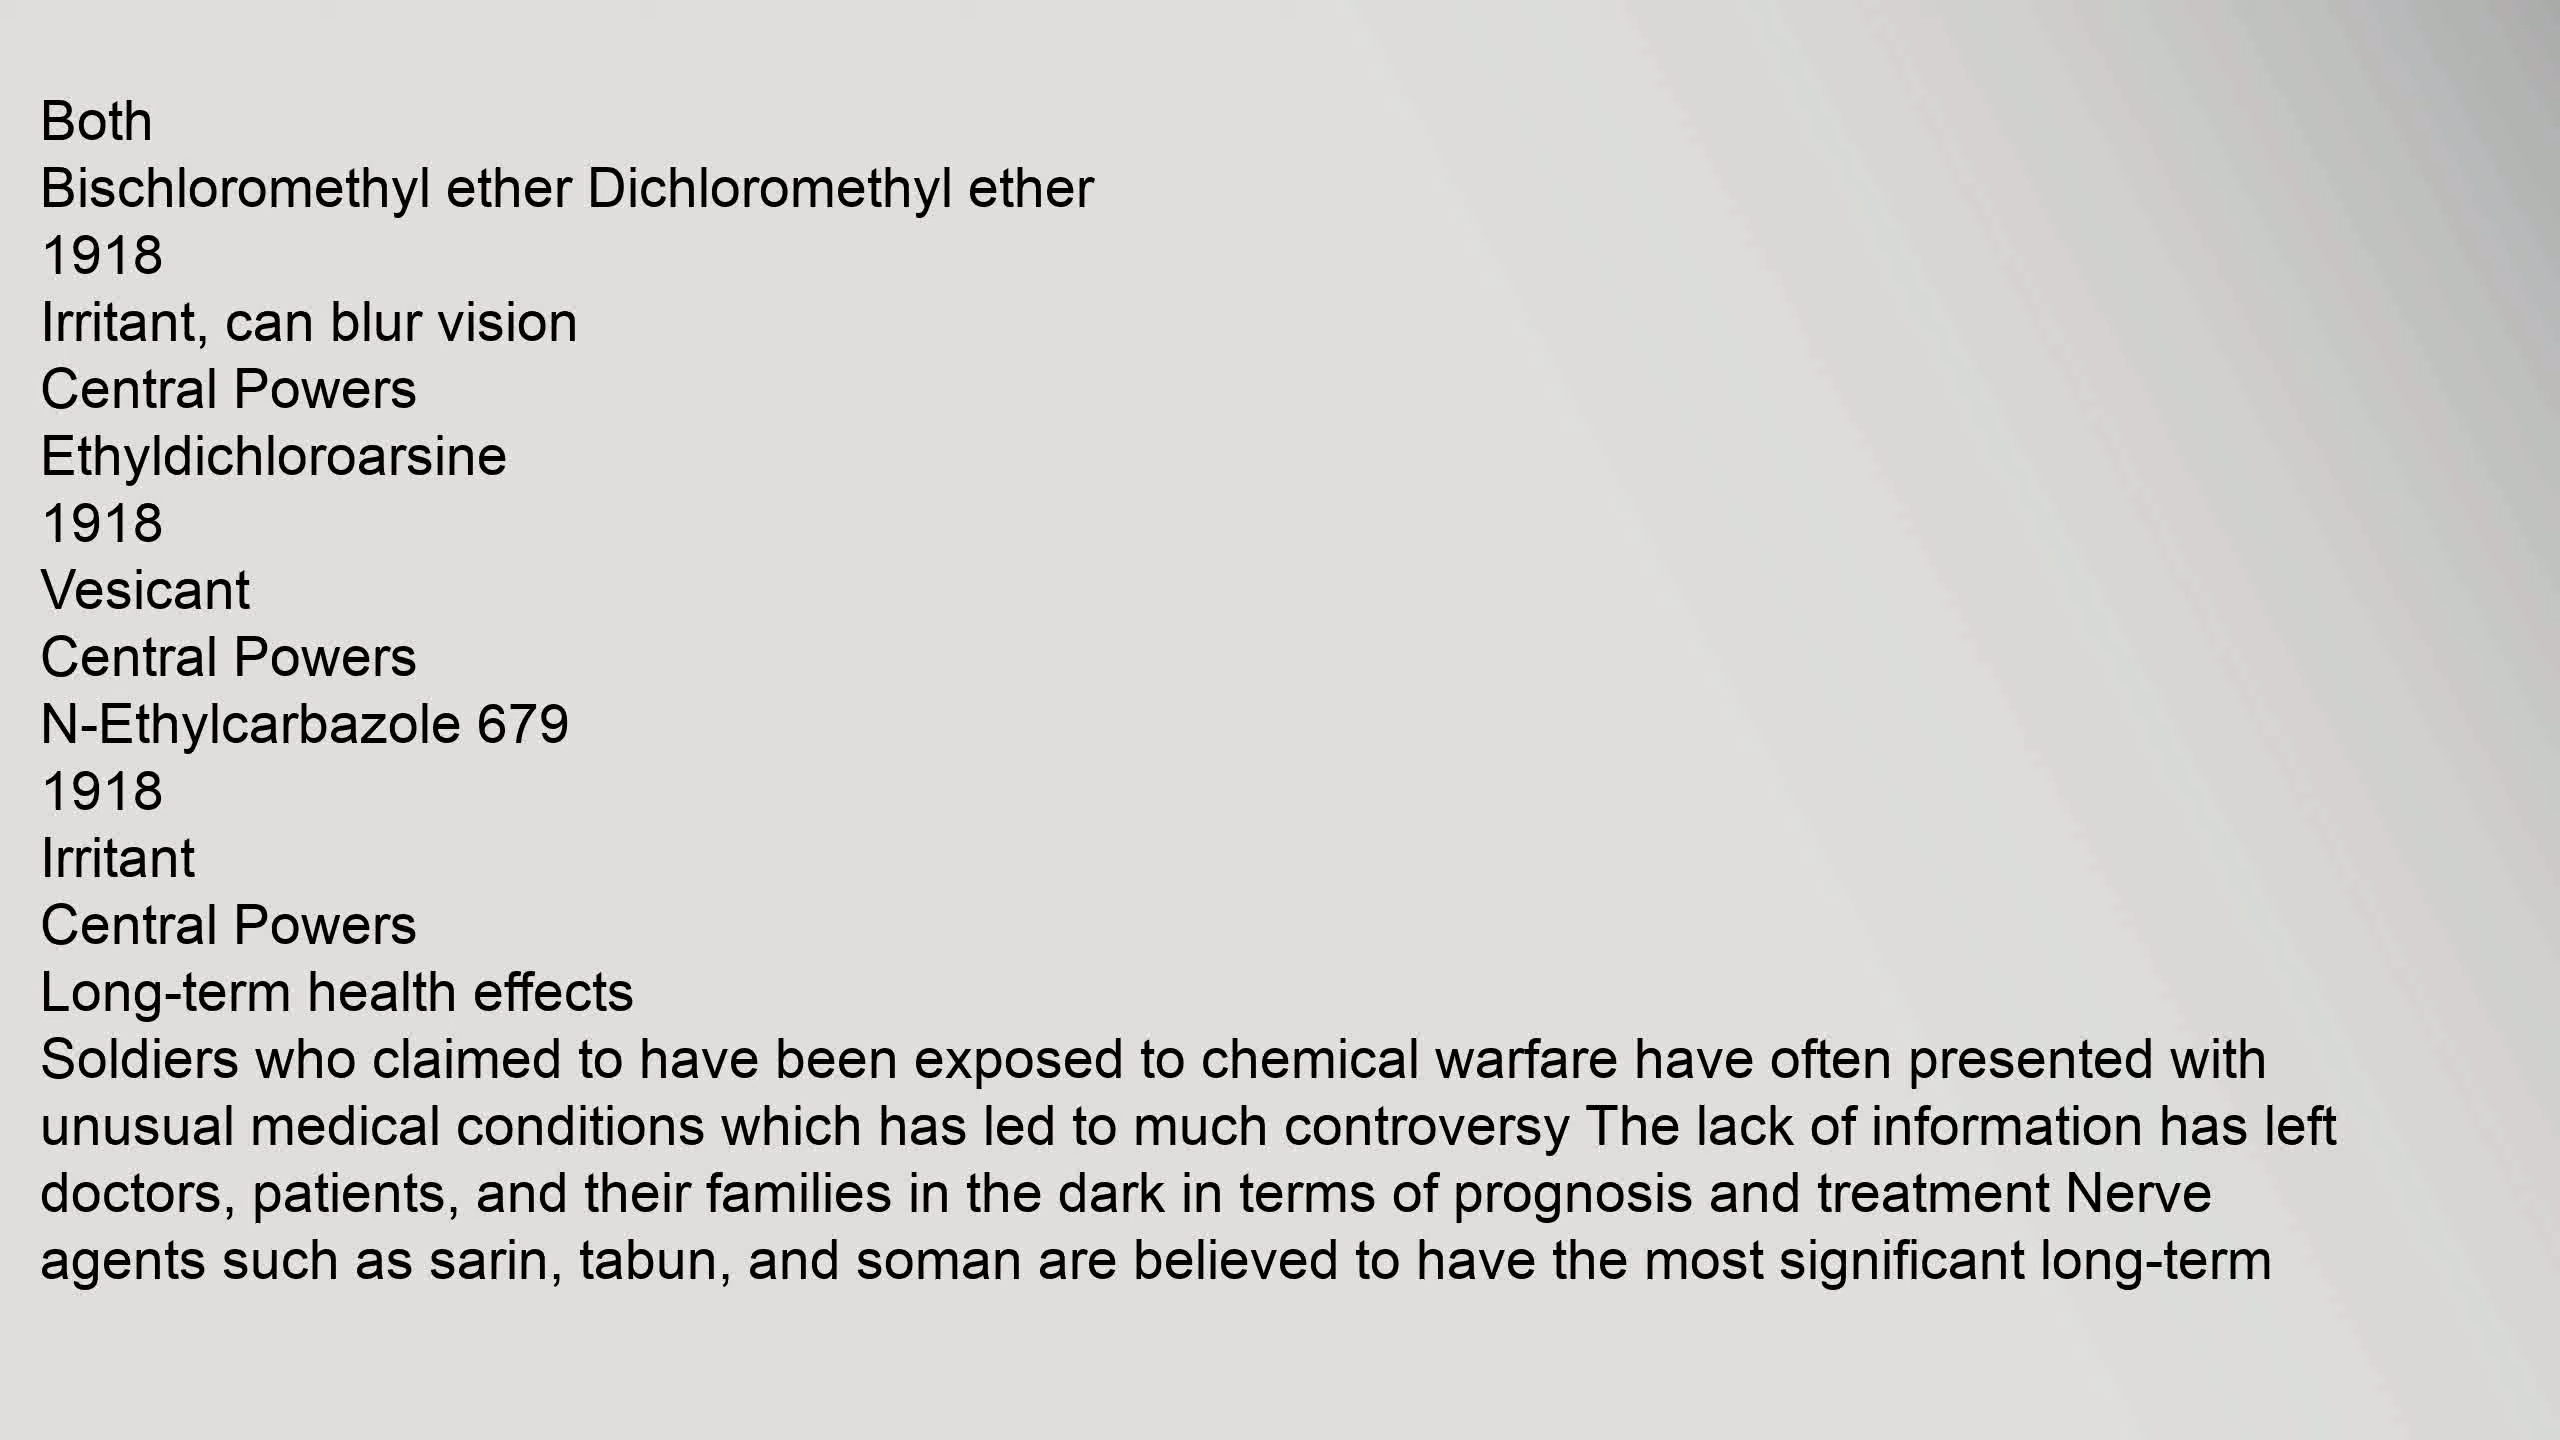 Both
Bischloromethyl ether Dichloromethyl ether
1918
Irritant, can blur vision
Central Powers
Ethyldichloroarsine
1918
Vesicant
Central Powers
N-Ethylcarbazole 679
1918
Irritant
Central Powers
Long-term health effects
Soldiers who claimed to have been exposed to chemical warfare have often presented with
unusual medical conditions which has led to much controversy The lack of information has left
doctors, patients, and their families in the dark in terms of prognosis and treatment Nerve
agents such as sarin, tabun, and soman are believed to have the most significant long-term